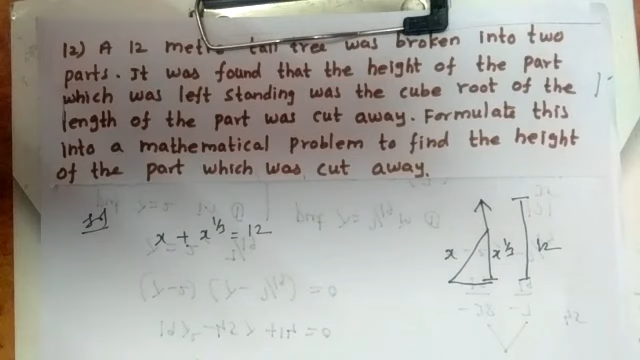 12) A 12 metre tall tree was broken into two
parts. It was found that the height of the part
which was left standing was the cube root of the
length of the part was cut away. Formulate this
into a mathematical problem to find the height
of the part which was cut away.
x + x^1/3 = 12
x x^1/3 12